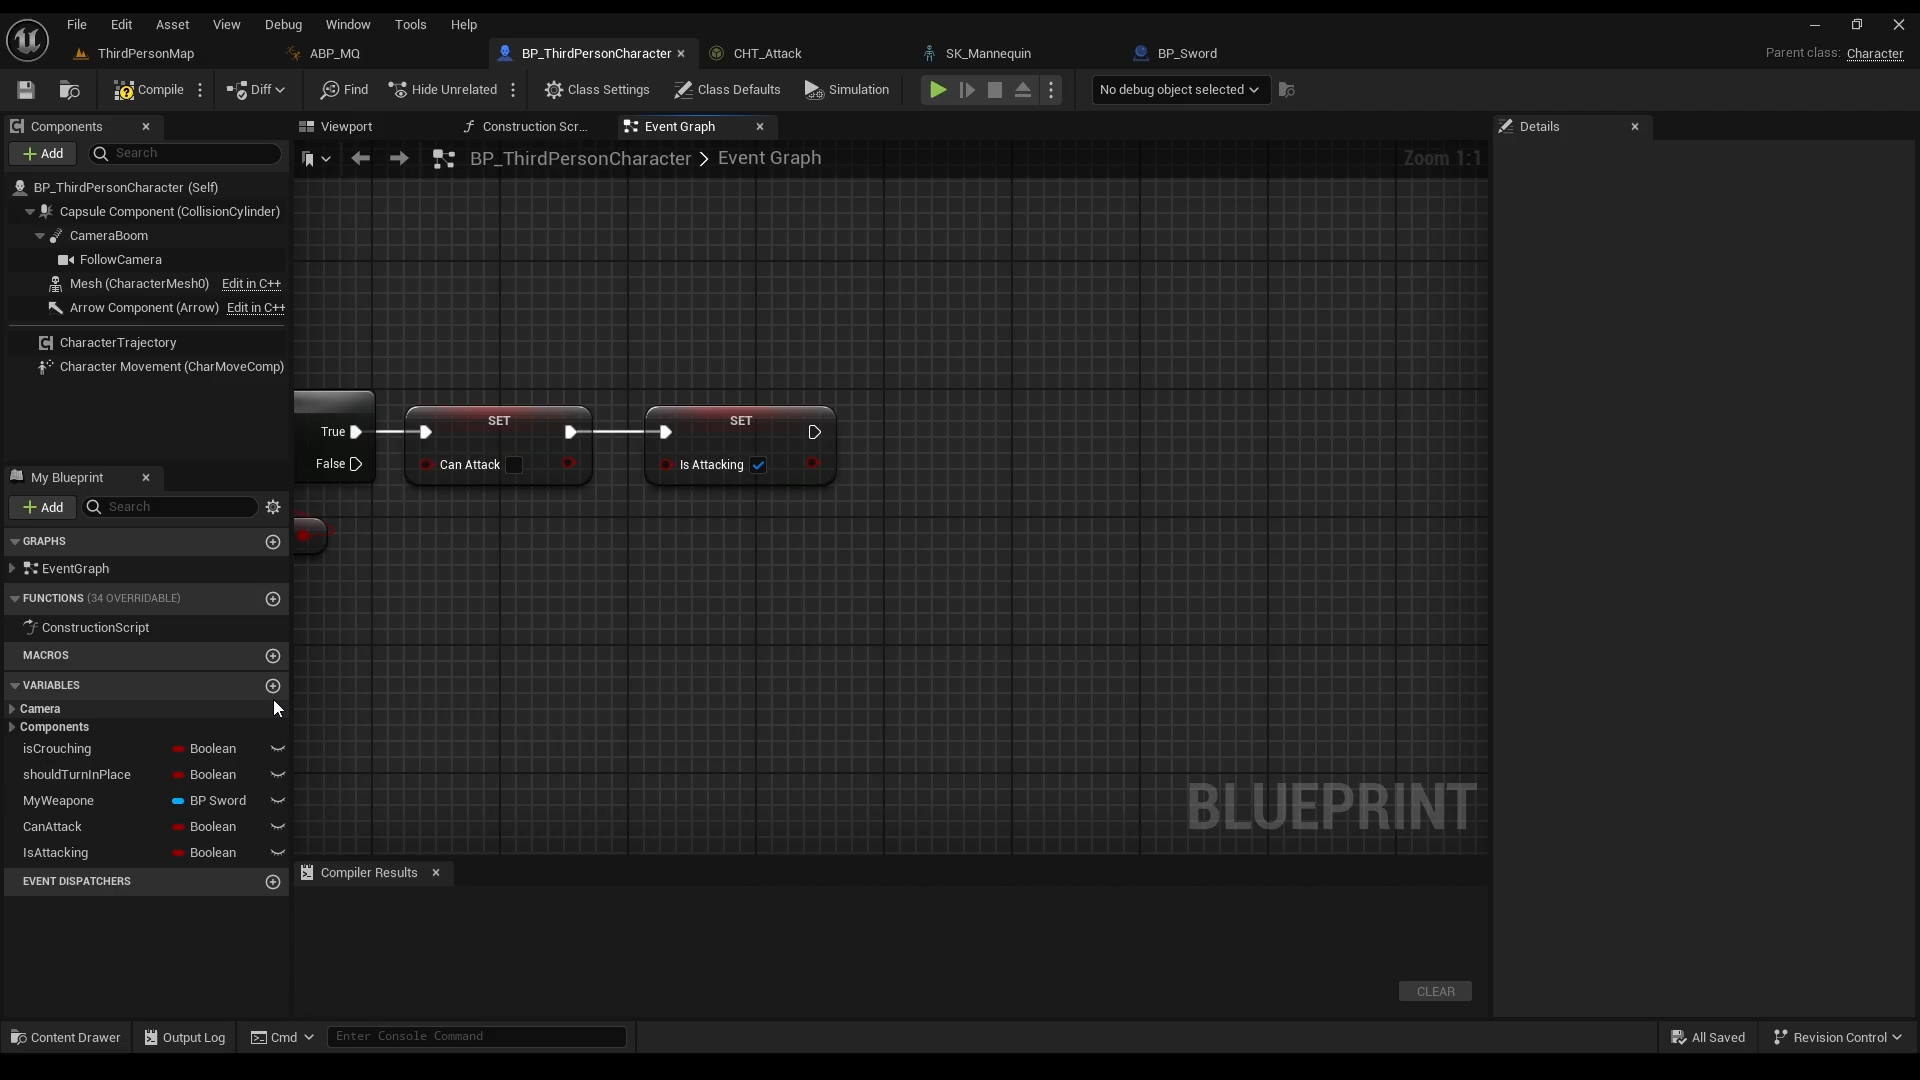 File Edit Asset View Debug Window Tools Help
ThirdPersonMap ABP_MQ BP_ThirdPersonCharacter CHT_Attack SK_Mannequin BP_Sword Parent class: Character
Compile Diff Find Hide Unrelated Class Settings Class Defaults Simulation No debug object selected
Components Viewport Construction Scr... Event Graph Details
Add Search
BP_ThirdPersonCharacter > Event Graph Zoom 1:1
BP_ThirdPersonCharacter (Self)
Capsule Component (CollisionCylinder)
CameraBoom
FollowCamera
Mesh (CharacterMesh0) Edit in C++
Arrow Component (Arrow) Edit in C++
CharacterTrajectory
Character Movement (CharMoveComp)
SET SET
True
False Can Attack Is Attacking
My Blueprint
Add Search
GRAPHS
EventGraph
FUNCTIONS (34 OVERRIDABLE)
ConstructionScript
MACROS
VARIABLES
Camera
Components
isCrouching Boolean
shouldTurnInPlace Boolean
MyWeapone BP Sword
CanAttack Boolean
IsAttacking Boolean
EVENT DISPATCHERS
BLUEPRINT
Compiler Results
CLEAR
Content Drawer Output Log Cmd Enter Console Command All Saved Revision Control